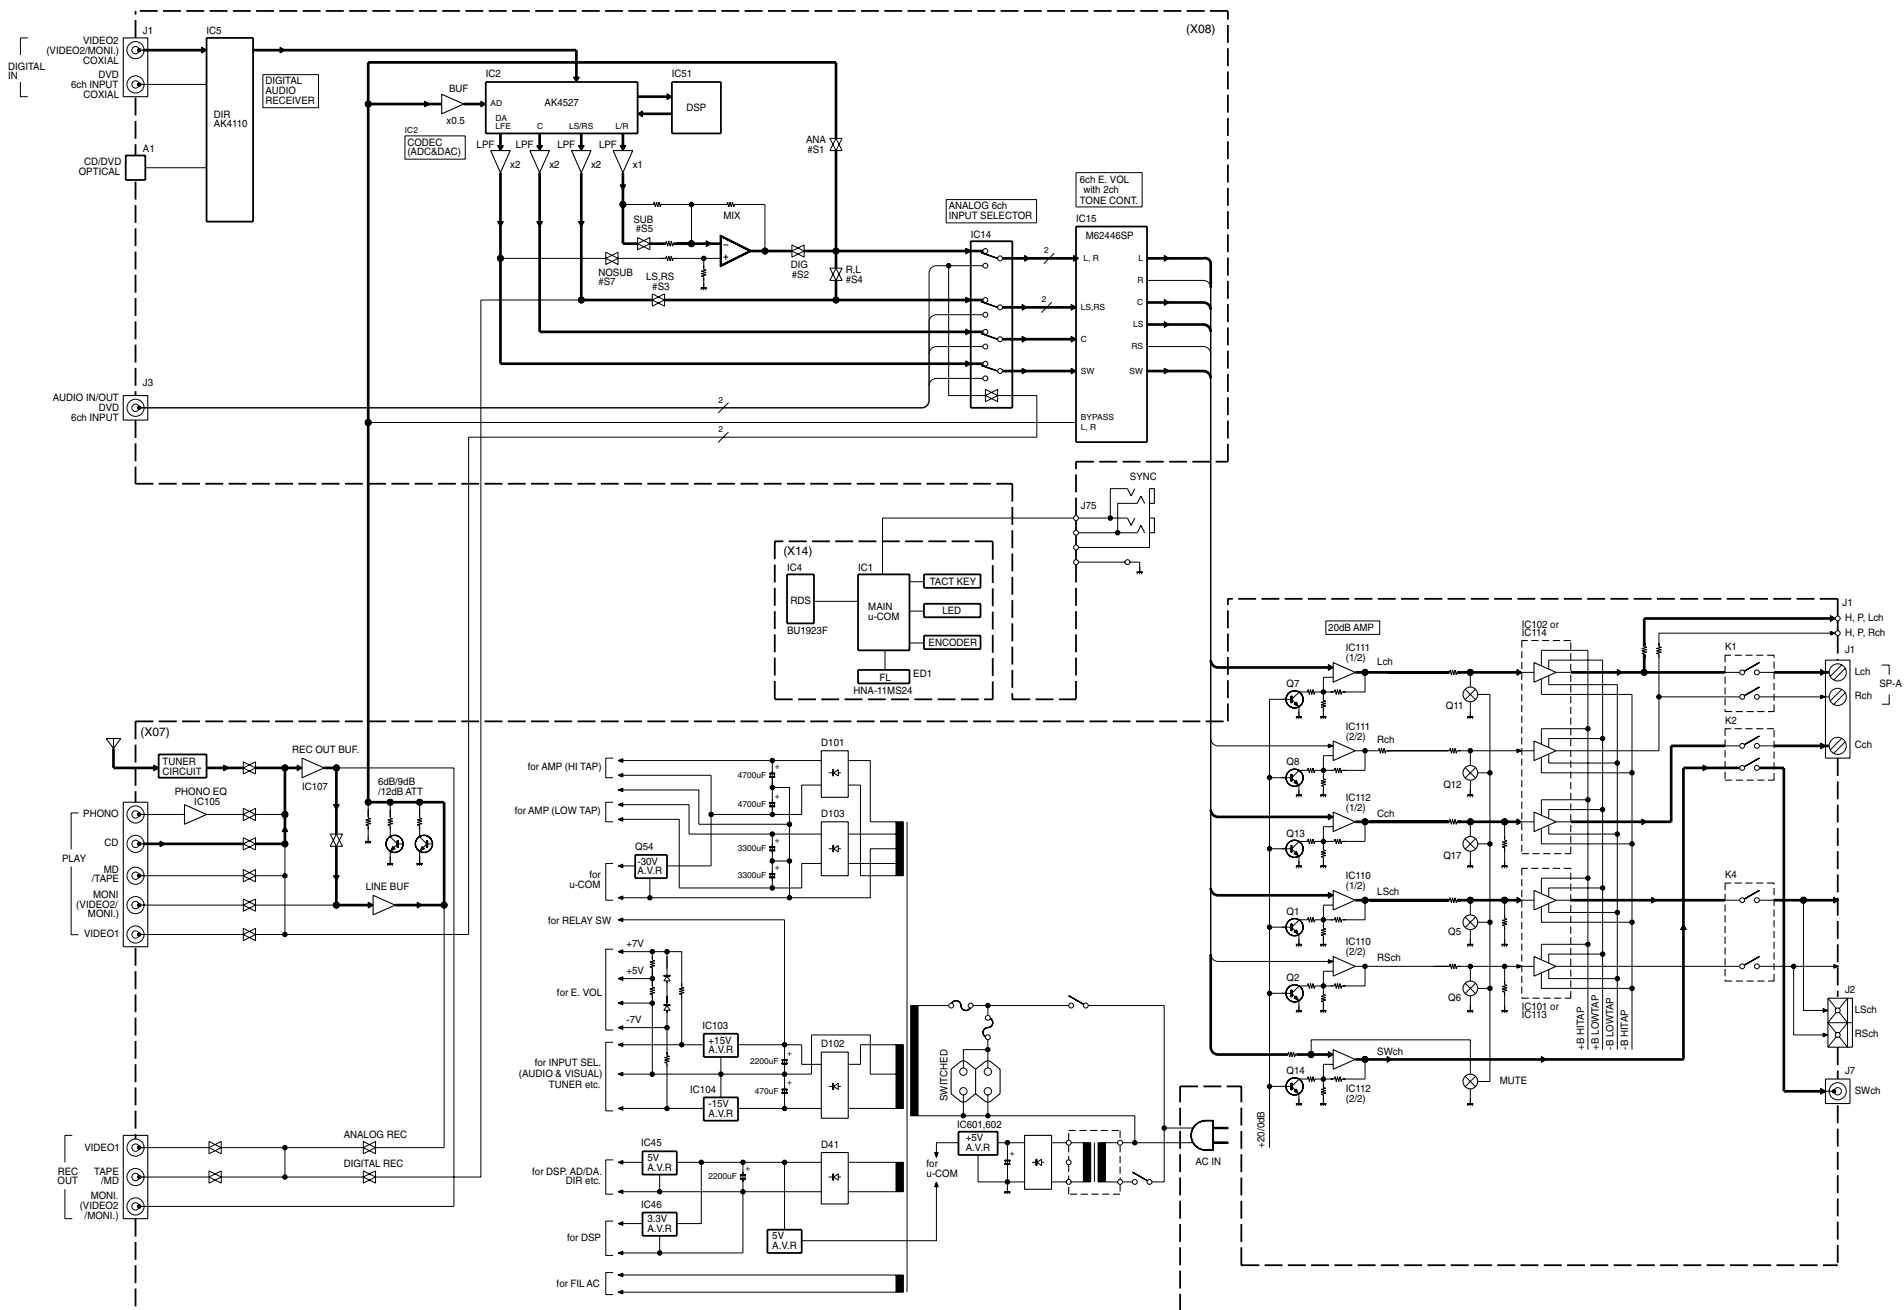 (X08)
DIGITAL
IN
VIDEO2
(VIDEO2/MONI.)
COXIAL
J1
DVD
6ch INPUT
COXIAL
A1
CD/DVD
OPTICAL
IC5
DIR
AK4110
DIGITAL
AUDIO
RECEIVER
BUF
x0.5
IC2
CODEC
(ADC&DAC)
IC2
AD
AK4527
DA
LFE
C
LS/RS
L/R
IC51
DSP
LPF
x2
LPF
x2
LPF
x2
LPF
x1
ANA
#S1
SUB
#S5
MIX
NOSUB
#S7
LS,RS
#S3
DIG
#S2
R,L
#S4
ANALOG 6ch
INPUT SELECTOR
IC14
6ch E. VOL
with 2ch
TONE CONT.
IC15
M62446SP
2
L, R
2
LS,RS
C
SW
BYPASS
L, R
L
R
C
LS
RS
SW
J3
AUDIO IN/OUT
DVD
6ch INPUT
2
2
SYNC
J75
(X14)
IC4
RDS
BU1923F
IC1
MAIN
u-COM
TACT KEY
LED
ENCODER
FL
ED1
HNA-11MS24
(X07)
TUNER
CIRCUIT
PHONO EQ
IC105
REC OUT BUF.
IC107
6dB/9dB
/12dB ATT
LINE BUF
PLAY
PHONO
CD
MD
/TAPE
MONI
(VIDEO2/
MONI.)
VIDEO1
REC
OUT
VIDEO1
TAPE
/MD
MONI.
(VIDEO2
/MONI.)
ANALOG REC
DIGITAL REC
for AMP (HI TAP)
for AMP (LOW TAP)
for
u-COM
Q54
-30V
A.V.R
4700uF
+
4700uF
+
3300uF
+
3300uF
+
D101
D103
for RELAY SW
for E. VOL
+7V
+5V
-7V
for INPUT SEL.
(AUDIO & VISUAL)
TUNER etc.
IC103
+15V
A.V.R
IC104
-15V
A.V.R
2200uF
+
470uF
+
D102
for DSP, AD/DA.
DIR etc.
IC45
5V
A.V.R
2200uF
+
D41
for DSP
IC46
3.3V
A.V.R
5V
A.V.R
for FIL AC
SWITCHED
for
u-COM
IC601,602
+5V
A.V.R
+
AC IN
20dB AMP
+20/0dB
IC111
(1/2)
Lch
Q7
Q11
IC111
(2/2)
Rch
Q8
Q12
IC112
(1/2)
Cch
Q13
Q17
IC110
(1/2)
LSch
Q1
Q5
IC110
(2/2)
RSch
Q2
Q6
SWch
Q14
IC112
(2/2)
MUTE
IC102 or
IC114
IC101 or
IC113
+B HITAP
+B LOWTAP
-B LOWTAP
-B HITAP
K1
K2
K4
J1
H, P, Lch
H, P, Rch
J1
Lch
Rch
SP-A
Cch
J2
LSch
RSch
J7
SWch